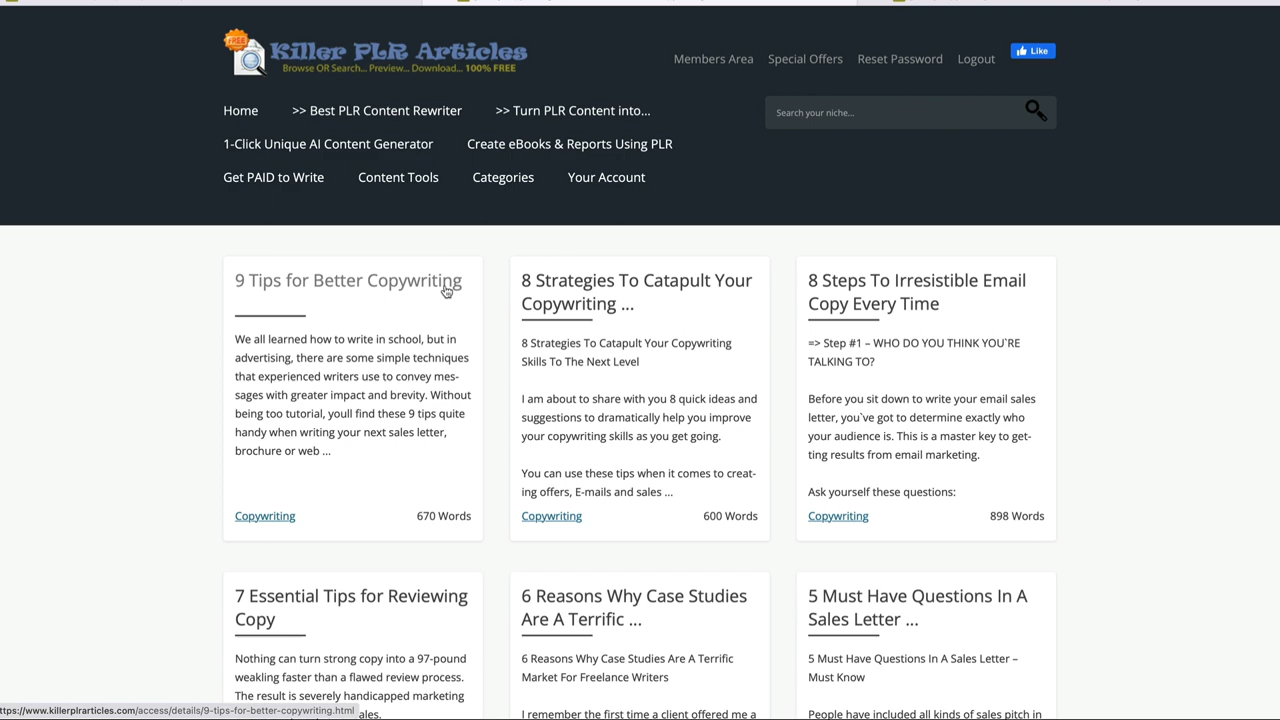 FREE
Killer PLR Articles
Browse OR Search... Preview... Download... 100% FREE
Members Area
Special Offers
Reset Password
Logout
Like
Home
>> Best PLR Content Rewriter
>> Turn PLR Content into...
Search your niche...
1-Click Unique AI Content Generator
Create eBooks & Reports Using PLR
Get PAID to Write
Content Tools
Categories
Your Account
9 Tips for Better Copywriting
We all learned how to write in school, but in
advertising, there are some simple techniques
that experienced writers use to convey mes-
sages with greater impact and brevity. Without
being too tutorial, youll find these 9 tips quite
handy when writing your next sales letter,
brochure or web ...
Copywriting
670 Words
8 Strategies To Catapult Your
Copywriting ...
8 Strategies To Catapult Your Copywriting
Skills To The Next Level
I am about to share with you 8 quick ideas and
suggestions to dramatically help you improve
your copywriting skills as you get going.
You can use these tips when it comes to creat-
ing offers, E-mails and sales ...
Copywriting
600 Words
8 Steps To Irresistible Email
Copy Every Time
=> Step #1 – WHO DO YOU THINK YOU`RE
TALKING TO?
Before you sit down to write your email sales
letter, you`ve got to determine exactly who
your audience is. This is a master key to get-
ting results from email marketing.
Ask yourself these questions:
Copywriting
898 Words
7 Essential Tips for Reviewing
Copy
Nothing can turn strong copy into a 97-pound
weakling faster than a flawed review process.
The result is severely handicapped marketing
ales.
6 Reasons Why Case Studies
Are A Terrific ...
6 Reasons Why Case Studies Are A Terrific
Market For Freelance Writers
I remember the first time a client offered me a
5 Must Have Questions In A
Sales Letter ...
5 Must Have Questions In A Sales Letter –
Must Know
People have included all kinds of sales pitch in
ttps://www.killerplrarticles.com/access/details/9-tips-for-better-copywriting.html